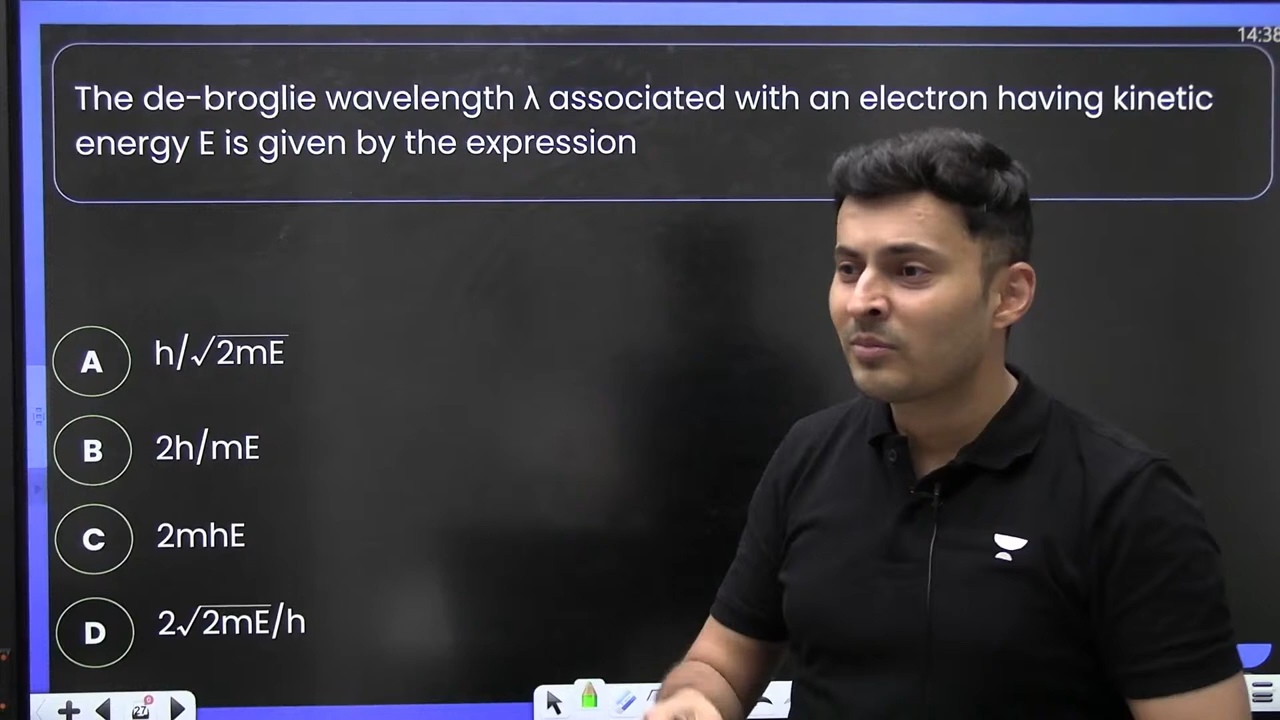 14:38
The de-broglie wavelength λ associated with an electron having kinetic
energy E is given by the expression
A h/√2mE
B 2h/mE
C 2mhE
D 2√2mE/h
27